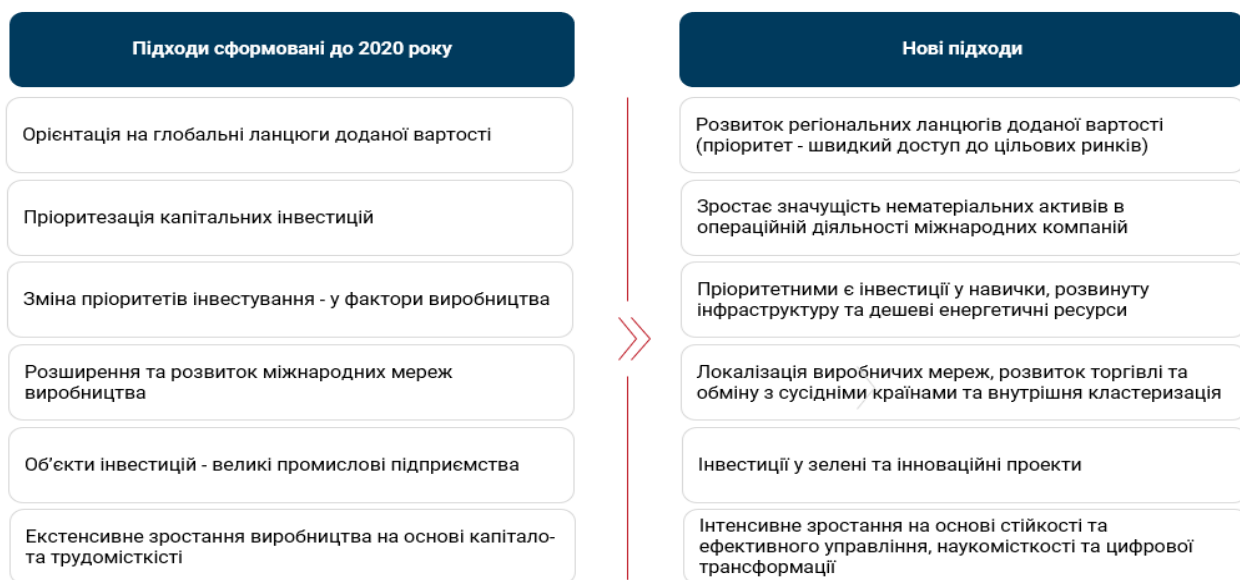 Підходи сформовані до 2020 року
Нові підходи
Орієнтація на глобальні ланцюги доданої вартості
Розвиток регіональних ланцюгів доданої вартості
(пріоритет - швидкий доступ до цільових ринків)
Пріоритезація капітальних інвестицій
Зростає значущість нематеріальних активів в
операційній діяльності міжнародних компаній
Зміна пріоритетів інвестування - у фактори виробництва
Пріоритетними є інвестиції у навички, розвинуту
інфраструктуру та дешеві енергетичні ресурси
Розширення та розвиток міжнародних мереж
виробництва
Локалізація виробничих мереж, розвиток торгівлі та
обміну з сусідніми країнами та внутрішня кластеризація
Об’єкти інвестицій - великі промислові підприємства
Інвестиції у зелені та інноваційні проекти
Екстенсивне зростання виробництва на основі капітало-
та трудомісткісті
Інтенсивне зростання на основі стійкості та
ефективного управління, наукомісткості та цифрової
трансформації